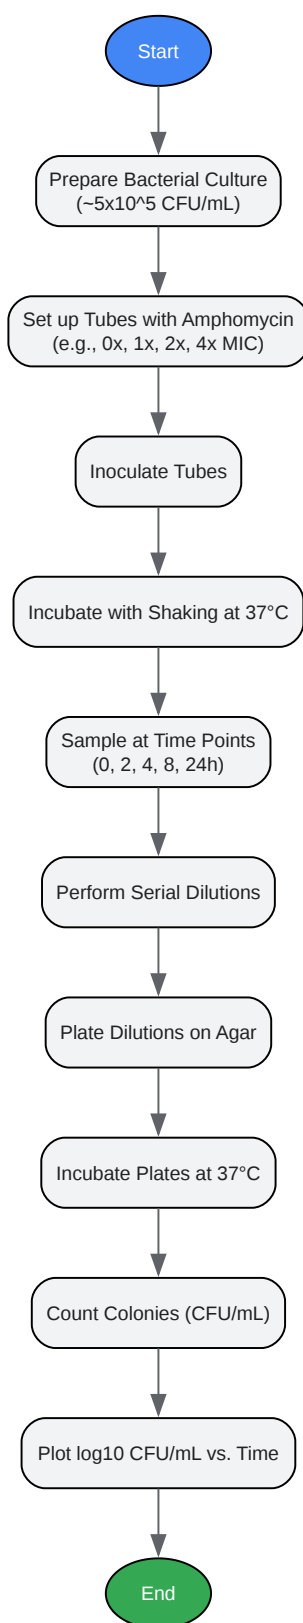 Start
Prepare Bacterial Culture
(~5x10^5 CFU/mL)
Set up Tubes with Amphomycin
(e.g., 0x, 1x, 2x, 4x MIC)
Inoculate Tubes
Incubate with Shaking at 37°C
Sample at Time Points
(0, 2, 4, 8, 24h)
Perform Serial Dilutions
Plate Dilutions on Agar
Incubate Plates at 37°C
Count Colonies (CFU/mL)
Plot log10 CFU/mL vs. Time
End